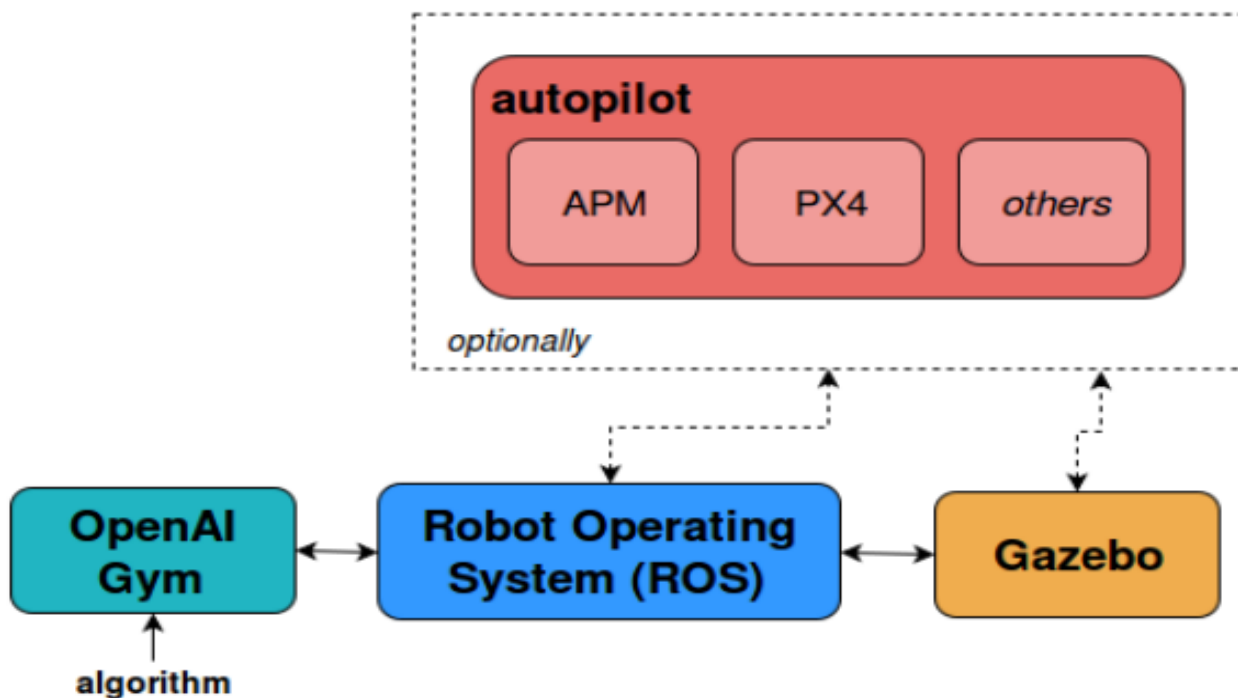 autopilot
APM
PX4
others
optionally
OpenAI
Gym
Robot Operating
System (ROS)
Gazebo
algorithm